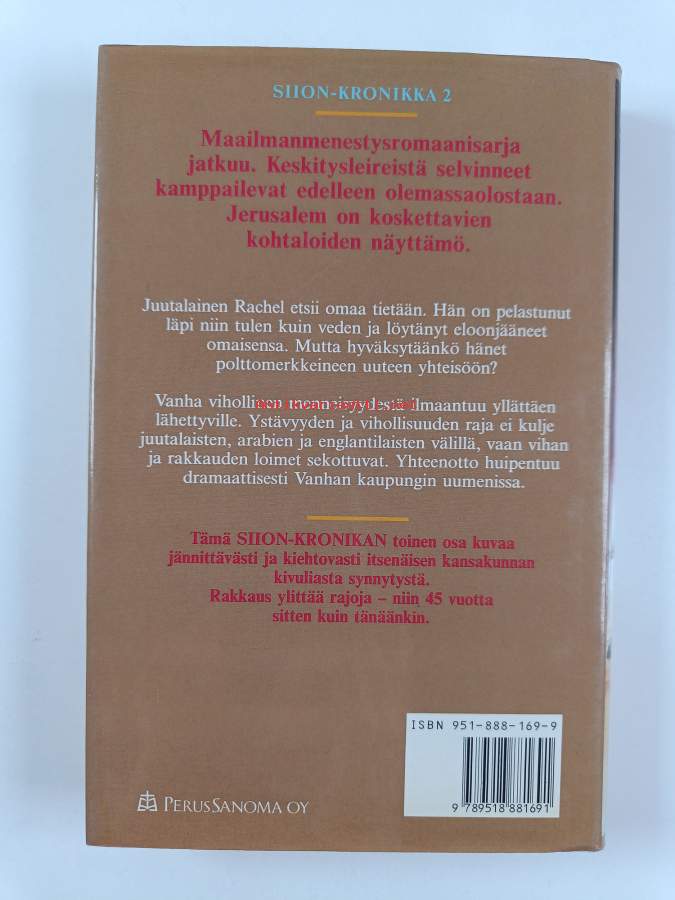 SIION-KRONIKKA 2
Maailmanmenestysromaanisarja
jatkuu. Keskitysleireistä selvinneet
kamppailevat edelleen olemassaolostaan.
Jerusalem on koskettavien
kohtaloiden näyttämö.
Juutalainen Rachel etsii omaa tietään. Hän on pelastunut
läpi niin tulen kuin veden ja löytänyt eloonjääneet
omaisensa. Mutta hyväksytäänkö hänet
polttomerkkeineen uuteen yhteisöön?
Vanha vihollinen menneisyydestä ilmaantuu yllättäen
lähettyville. Ystävyyden ja vihollisuuden raja ei kulje
juutalaisten, arabien ja englantilaisten välillä, vaan vihan
ja rakkauden loimet sekottuvat. Yhteenotto huipentuu
dramaattisesti Vanhan kaupungin uumenissa.
Tämä SIION-KRONIKAN toinen osa kuvaa
jännittävästi ja kiehtovasti itsenäisen kansakunnan
kivuliasta synnytystä.
Rakkaus ylittää rajoja – niin 45 vuotta
sitten kuin tänäänkin.
ISBN 951-888-169-9
9 789518 881691
PERUSSANOMA OY